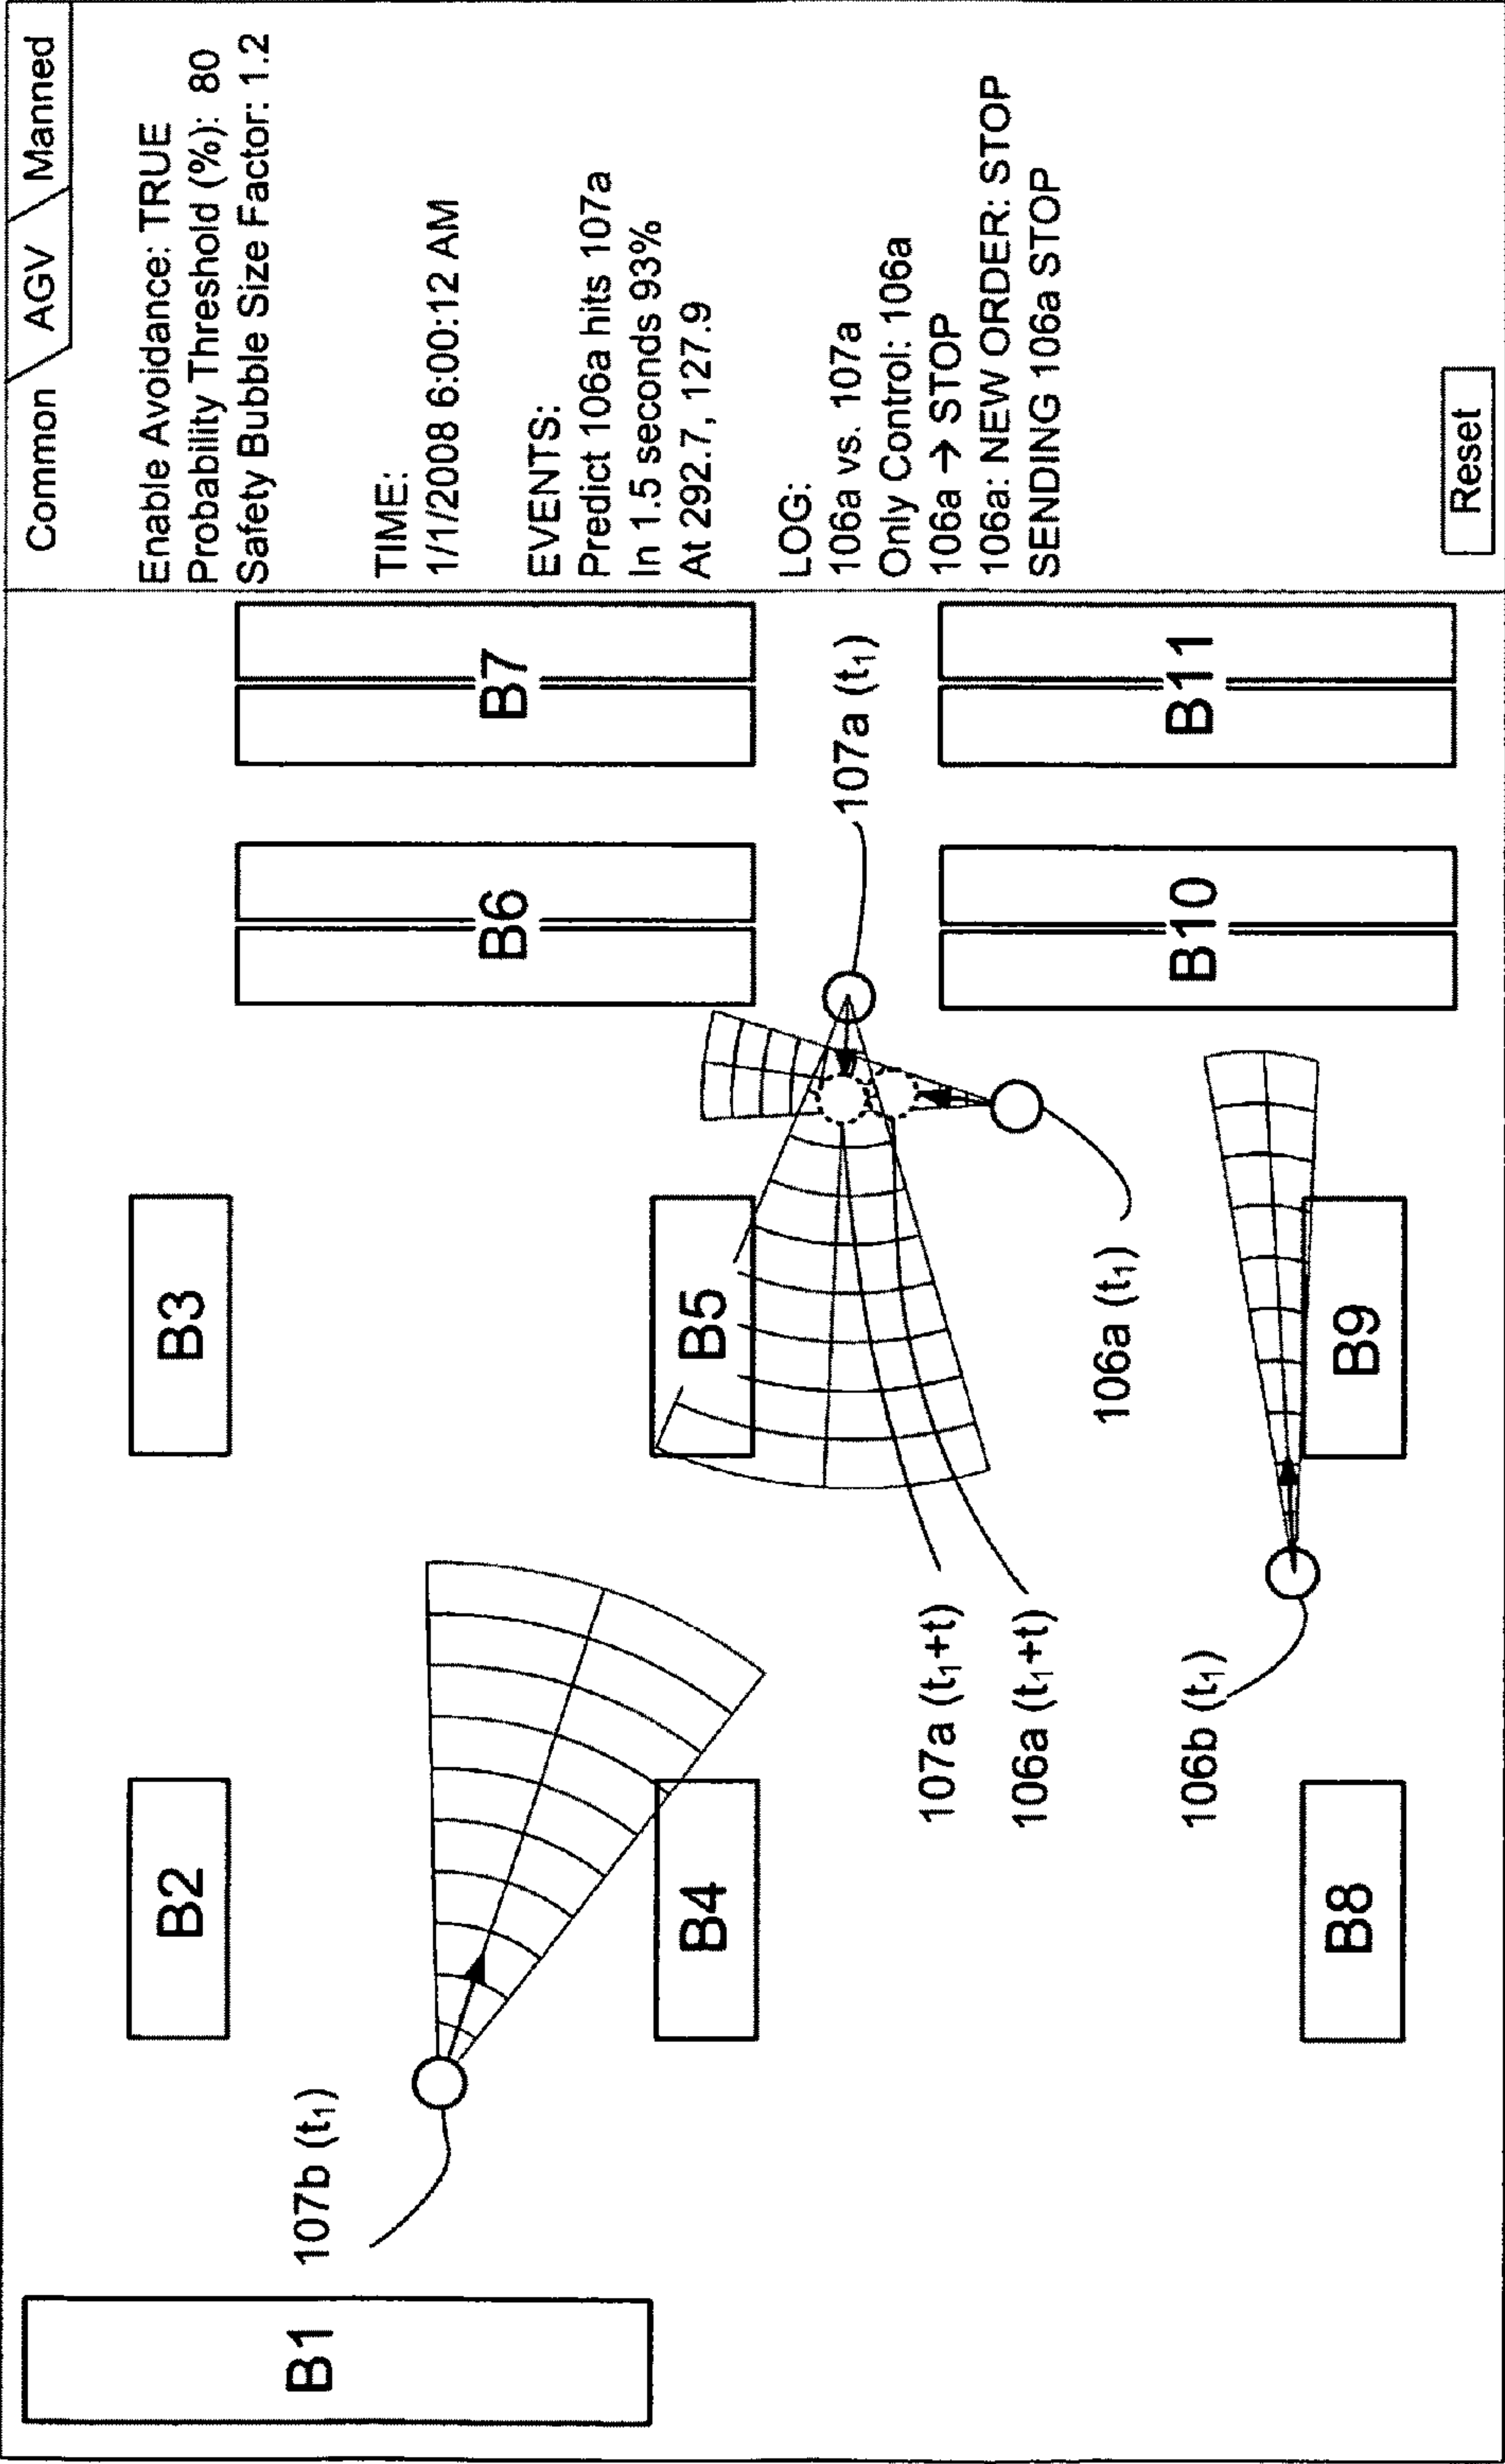 Common
AGV
Manned
Enable Avoidance: TRUE
Probability Threshold (%): 80
Safety Bubble Size Factor: 1.2
TIME:
1/1/2008 6:00:12 AM
EVENTS:
Predict 106a hits 107a
In 1.5 seconds 93%
At 292.7, 127.9
LOG:
106a vs. 107a
Only Control: 106a
106a → STOP
106a: NEW ORDER: STOP
SENDING 106a STOP
Reset
B1
B2
B3
107b (t₁)
B4
B5
B6
B7
107a (t₁)
107a (t₁+t)
106a (t₁+t)
106a (t₁)
106b (t₁)
B8
B9
B10
B11